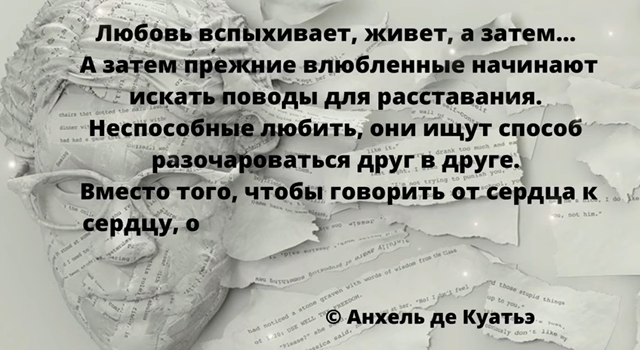 Любовь вспыхивает, живет, а затем...
А затем прежние влюбленные начинают
искать поводы для расставания.
Неспособные любить, они ищут способ
разочароваться друг в друге.
Вместо того, чтобы говорить от сердца к
сердцу, о
© Анхель де Куатьэ